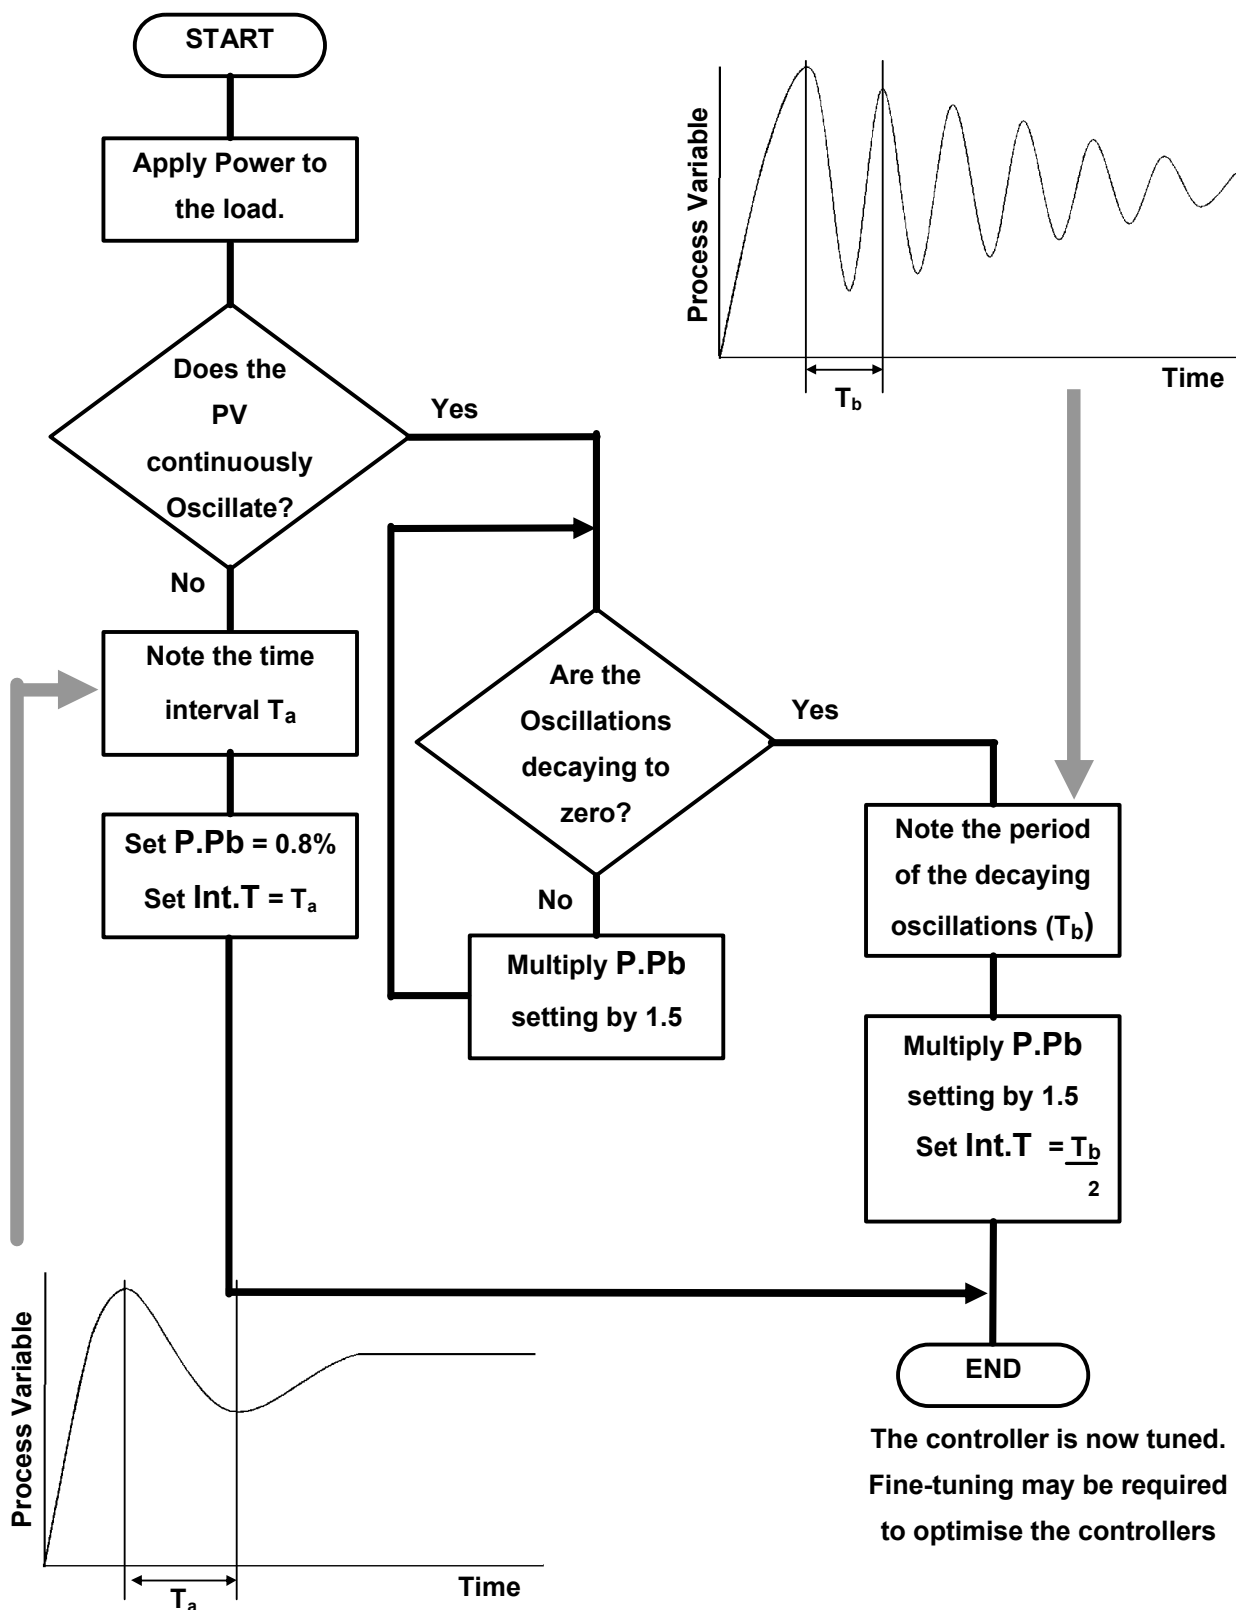 START
Apply Power to
the load.
Does the
PV
continuously
Oscillate?
Yes
No
Note the time
interval Ta
Set P.Pb = 0.8%
Set Int.T = Ta
Are the
Oscillations
decaying to
zero?
Yes
No
Multiply P.Pb
setting by 1.5
Process Variable
Time
Tb
Note the period
of the decaying
oscillations (Tb)
Multiply P.Pb
setting by 1.5
Set Int.T = Tb
2
END
The controller is now tuned.
Fine-tuning may be required
to optimise the controllers
Process Variable
Time
Ta